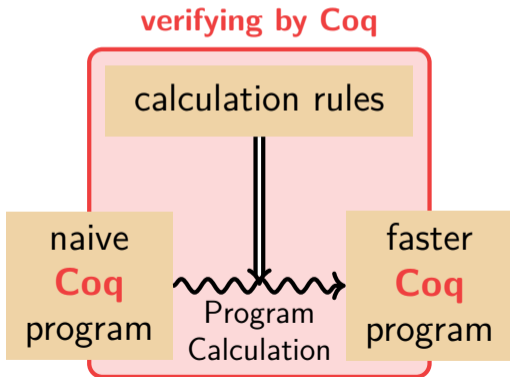 verifying by Coq
calculation rules
naive
Coq
program
Program
Calculation
faster
Coq
program